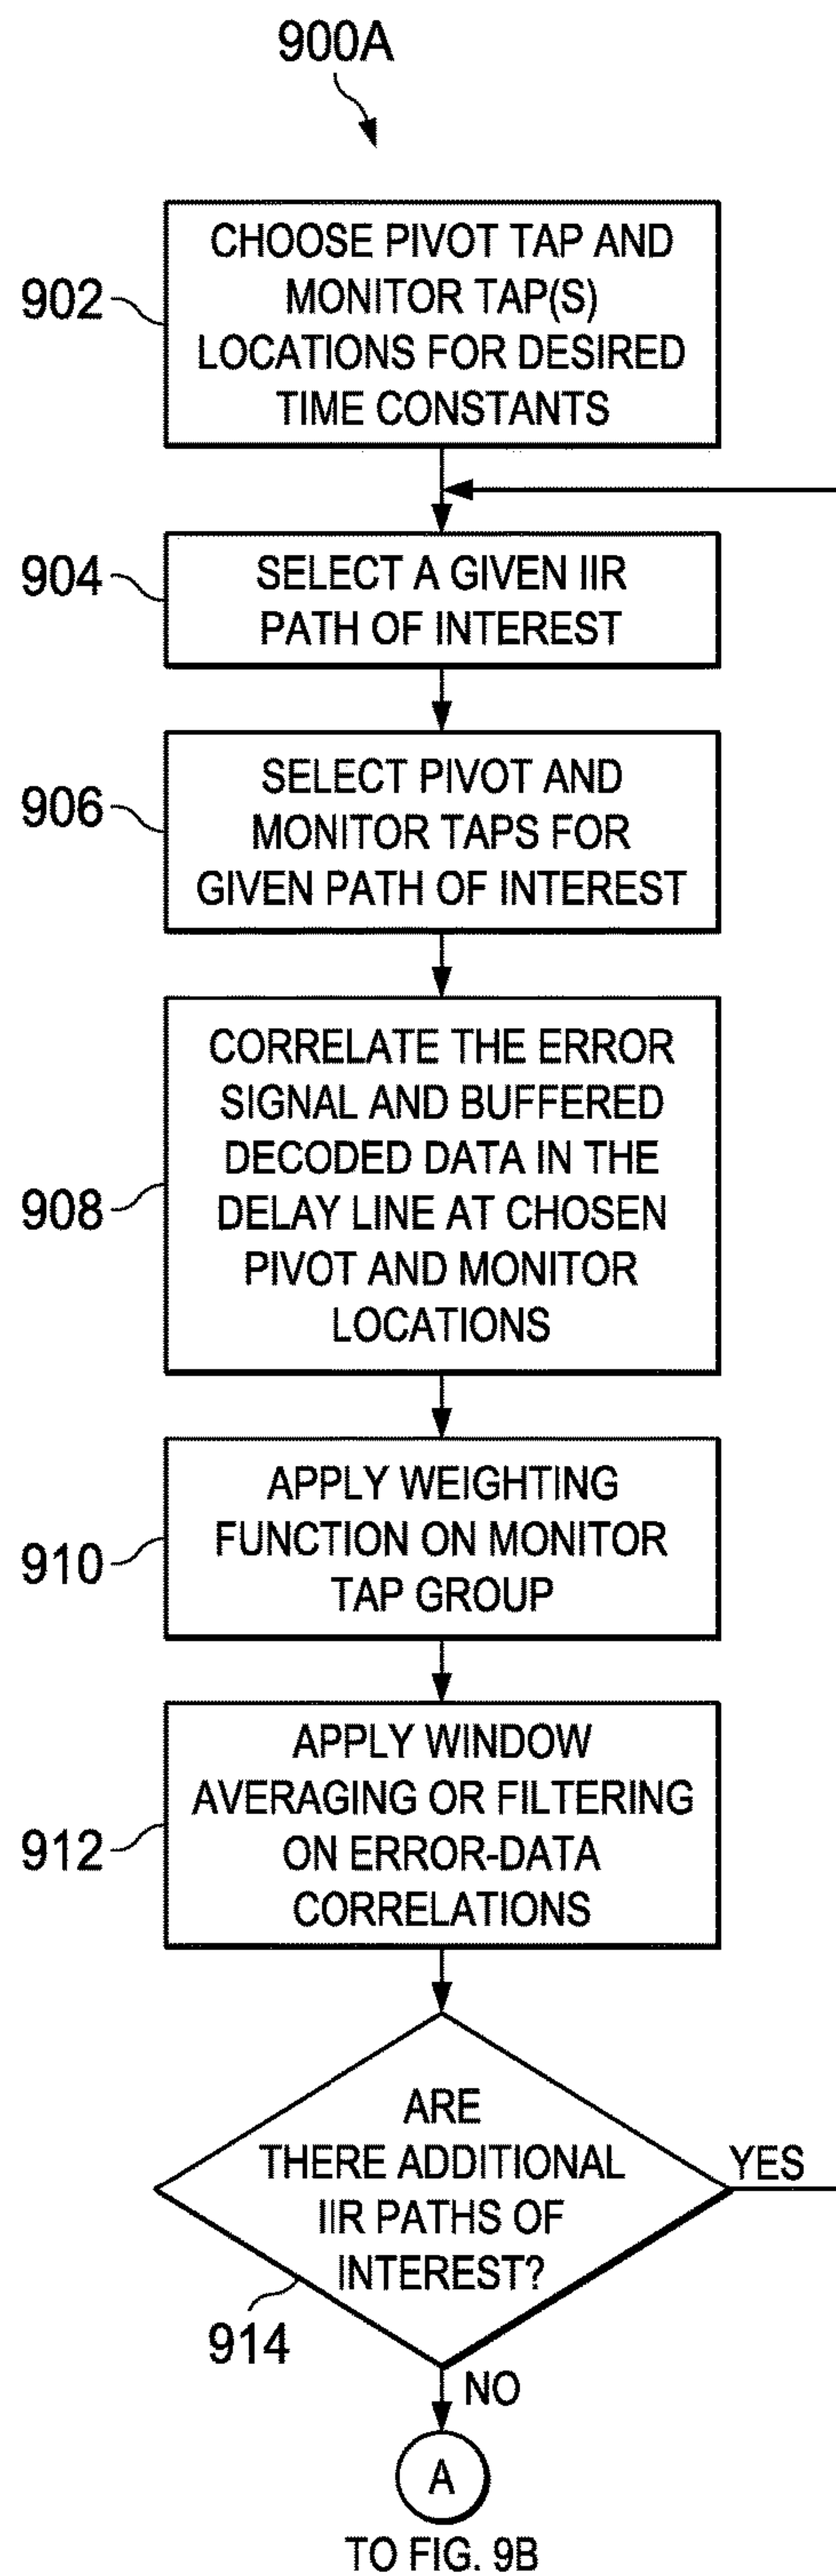 900A
902
CHOOSE PIVOT TAP AND
MONITOR TAP(S)
LOCATIONS FOR DESIRED
TIME CONSTANTS
904
SELECT A GIVEN IIR
PATH OF INTEREST
906
SELECT PIVOT AND
MONITOR TAPS FOR
GIVEN PATH OF INTEREST
908
CORRELATE THE ERROR
SIGNAL AND BUFFERED
DECODED DATA IN THE
DELAY LINE AT CHOSEN
PIVOT AND MONITOR
LOCATIONS
910
APPLY WEIGHTING
FUNCTION ON MONITOR
TAP GROUP
912
APPLY WINDOW
AVERAGING OR FILTERING
ON ERROR-DATA
CORRELATIONS
914
ARE
THERE ADDITIONAL
IIR PATHS OF
INTEREST?
YES
NO
A
TO FIG. 9B